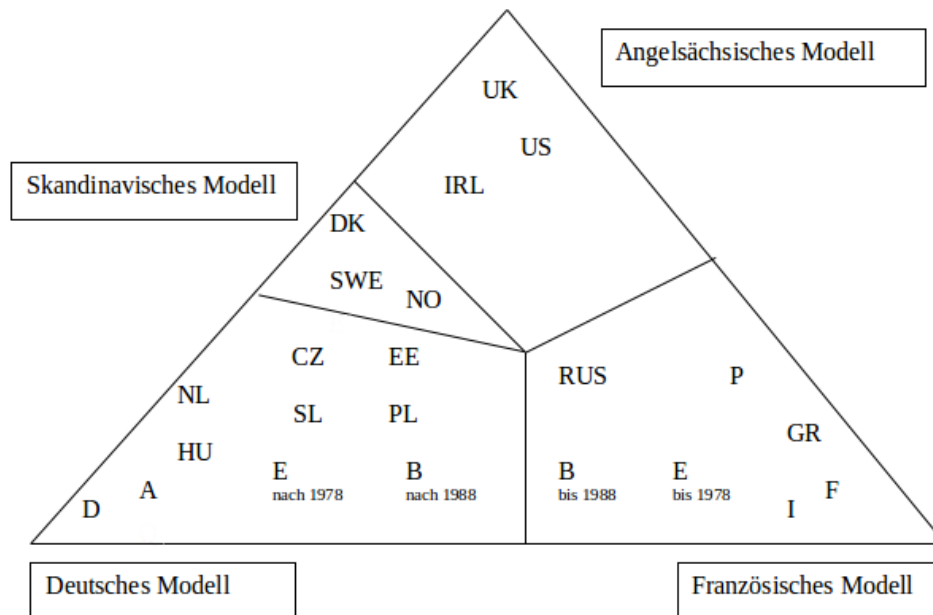 Angelsächsisches Modell
UK
US
Skandinavisches Modell
IRL
DK
SWE
NO
CZ EE
NL
RUS P
SL PL
HU
GR
E B
nach 1978 nach 1988
B E
bis 1988 bis 1978
D A
I F
Deutsches Modell
Französisches Modell